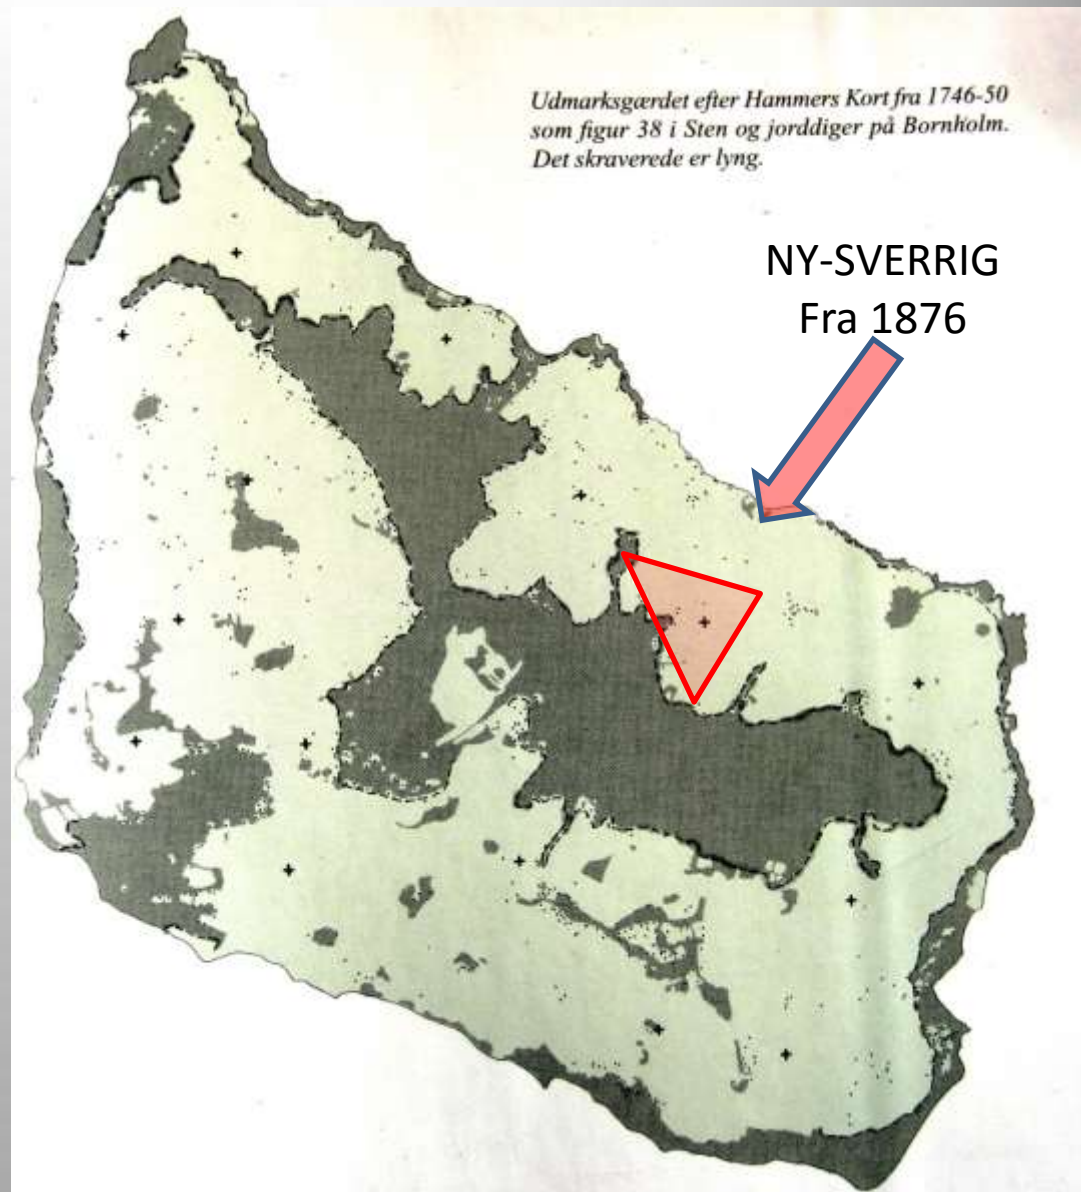 Udmarksgærdet efter Hammers Kort fra 1746-50
som figur 38 i Sten og jorddiger på Bornholm.
Det skraverede er lyng.
NY-SVERRIG
Fra 1876